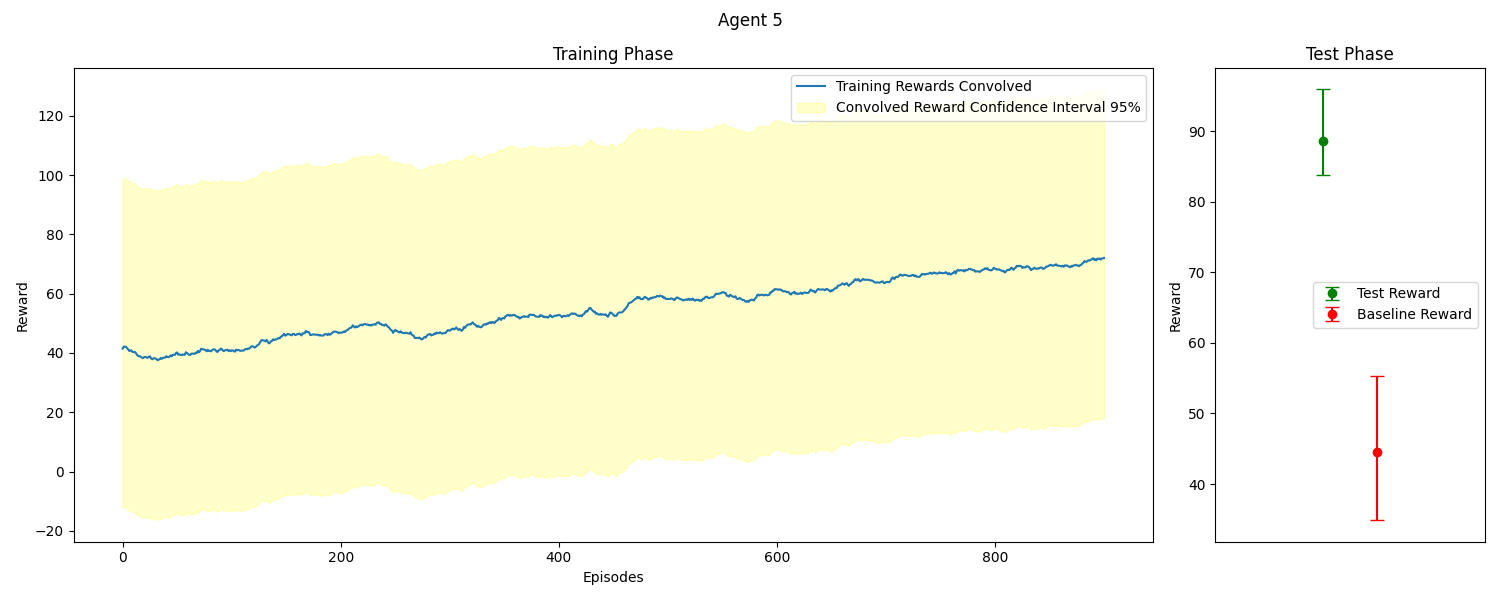 Agent 5
Training Phase
Training Rewards Convolved
Convolved Reward Confidence Interval 95%
Reward
120
100
80
60
40
20
0
−20
0 200 400 600 800
Episodes
Test Phase
Reward
90
80
70
60
50
40
Test Reward
Baseline Reward